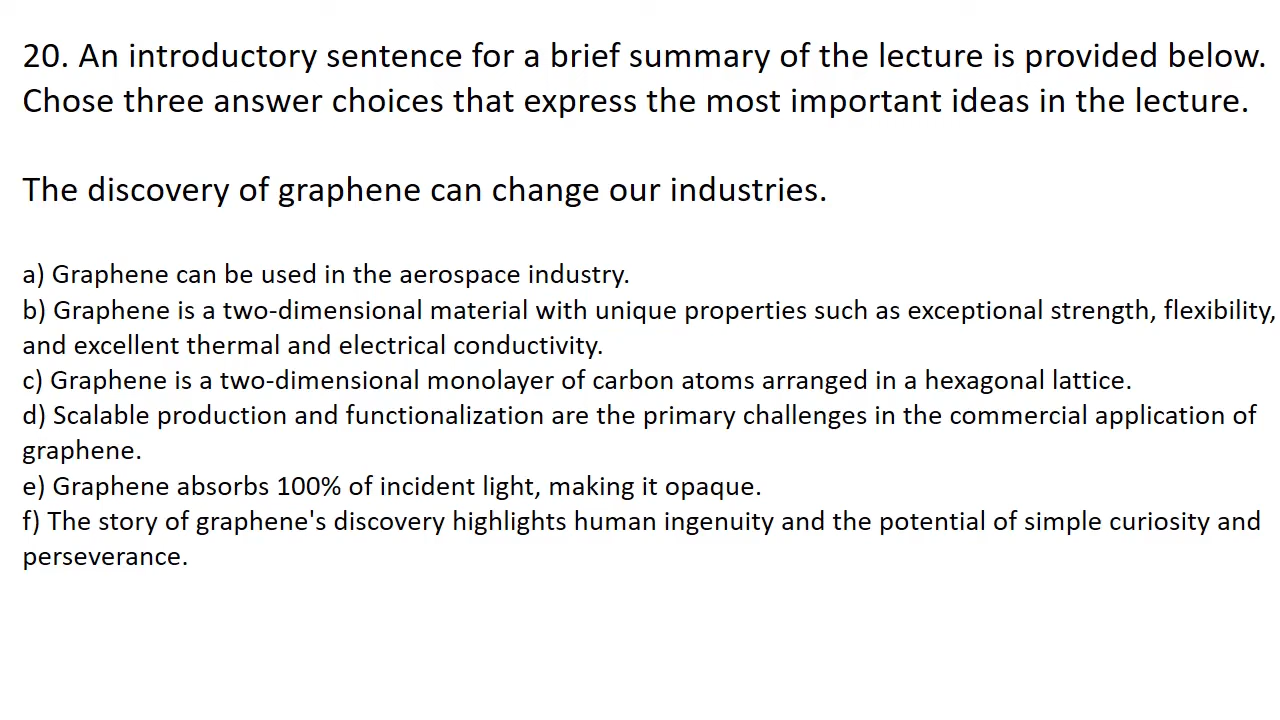 20. An introductory sentence for a brief summary of the lecture is provided below.
Chose three answer choices that express the most important ideas in the lecture.
The discovery of graphene can change our industries.
a) Graphene can be used in the aerospace industry.
b) Graphene is a two-dimensional material with unique properties such as exceptional strength, flexibility,
and excellent thermal and electrical conductivity.
c) Graphene is a two-dimensional monolayer of carbon atoms arranged in a hexagonal lattice.
d) Scalable production and functionalization are the primary challenges in the commercial application of
graphene.
e) Graphene absorbs 100% of incident light, making it opaque.
f) The story of graphene's discovery highlights human ingenuity and the potential of simple curiosity and
perseverance.